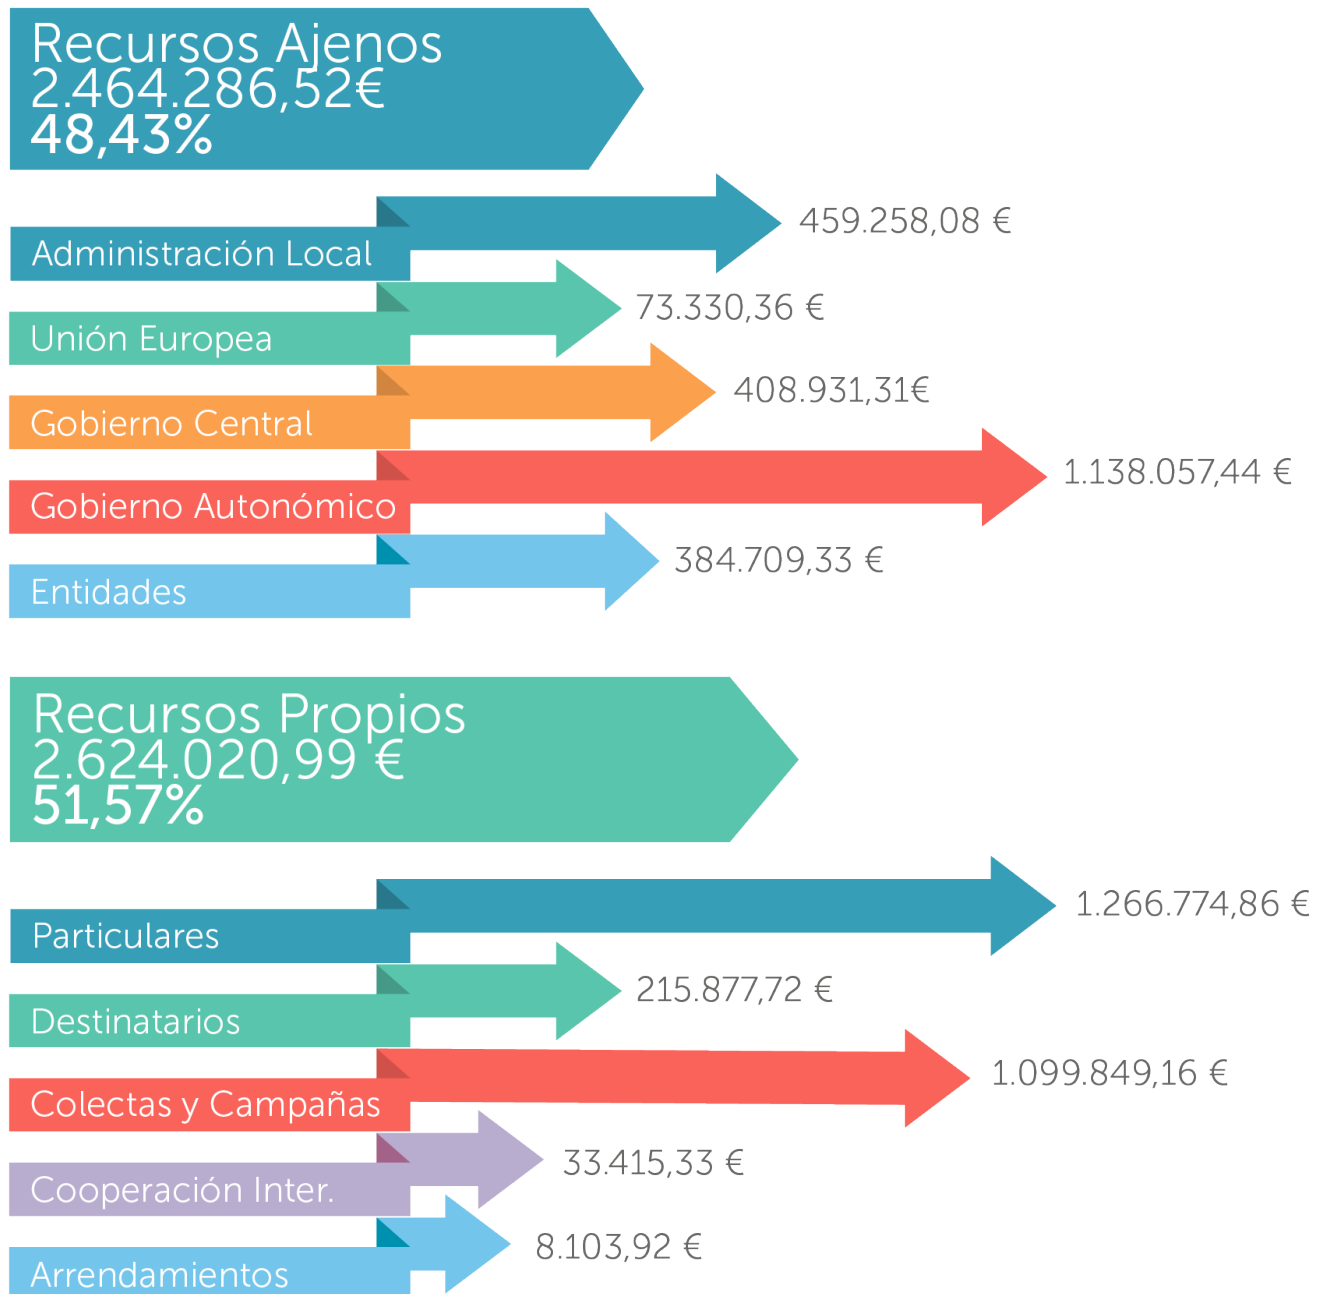 Recursos Ajenos
2.464.286,52€
48,43%
Administración Local
459.258,08 €
Unión Europea
73.330,36 €
Gobierno Central
408.931,31€
Gobierno Autonómico
1.138.057,44 €
Entidades
384.709,33 €
Recursos Propios
2.624.020,99 €
51,57%
Particulares
1.266.774,86 €
Destinatarios
215.877,72 €
Colectas y Campañas
1.099.849,16 €
Cooperación Inter.
33.415,33 €
Arrendamientos
8.103,92 €